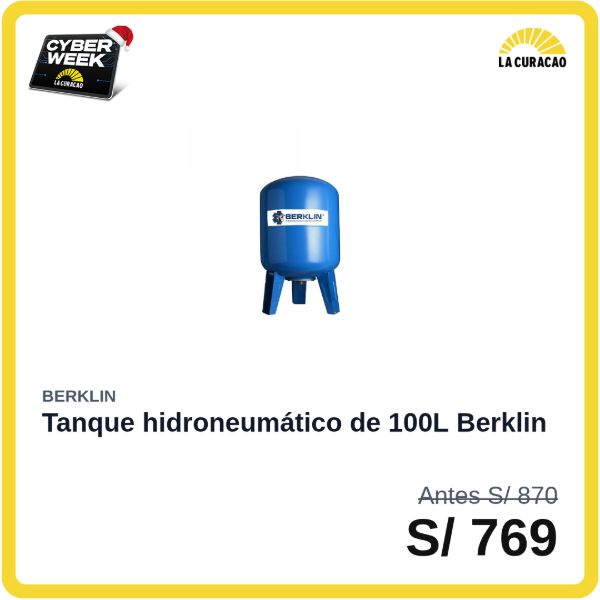 CYBER
WEEK
LA CURACAO
LA CURACAO
BERKLIN
BERKLIN
Tanque hidroneumático de 100L Berklin
Antes S/ 870
S/ 769